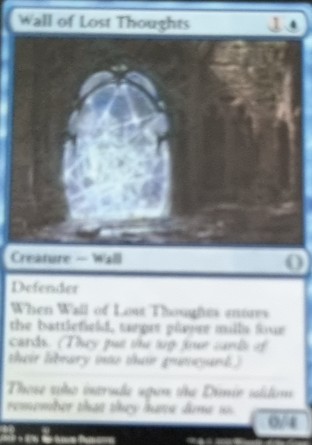 Wall of Lost Thoughts 1
Creature — Wall
Defender
When Wall of Lost Thoughts enters
the battlefield, target player mills four
cards. (They put the top four cards of
their library into their graveyard.)
Those who intrude upon the Dimir seldom
remember that they have done so.
0/4
EN